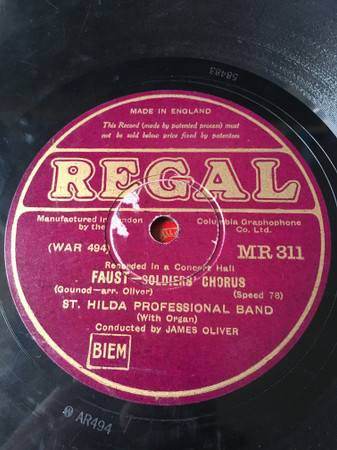 58483
MADE IN ENGLAND
This Record (made by patented process) must
not be sold below price fixed by patentees
REGAL
Manufactured in London
by the
Columbia Graphophone
Co. Ltd.
(WAR 494)
MR 311
Recorded in a Concert Hall
FAUST—SOLDIERS' CHORUS
(Gounod—arr. Oliver)
(Speed 78)
ST. HILDA PROFESSIONAL BAND
(With Organ)
Conducted by JAMES OLIVER
BIEM
W AR494